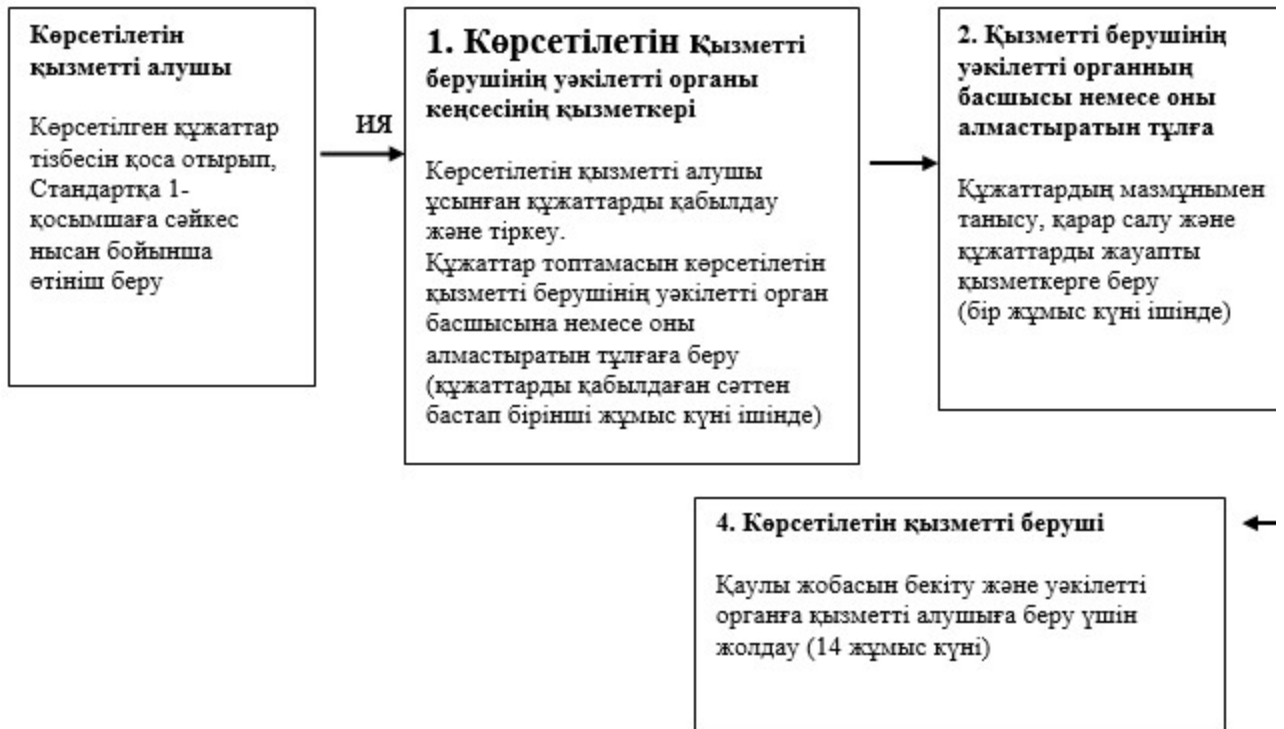 Көрсетілетін
қызметті алушы
Көрсетілген құжаттар
тізбесін қоса отырып,
Стандартқа 1-
қосымшаға сәйкес
нысан бойынша
өтініш беру
ИЯ
1. Көрсетілетін Қызметті
берушінің уәкілетті органы
кеңсесінің қызметкері
Көрсетілетін қызметті алушы
ұсынған құжаттарды қабылдау
және тіркеу.
Құжаттар топтамасын көрсетілетін
қызметті берушінің уәкілетті орган
басшысына немесе оны
алмастыратын тұлғаға беру
(құжаттарды қабылдаған сәттен
бастап бірінші жұмыс күні ішінде)
2. Қызметті берушінің
уәкілетті органның
басшысы немесе оны
алмастыратын тұлға
Құжаттардың мазмұнымен
танысу, қарар салу және
құжаттарды жауапты
қызметкерге беру
(бір жұмыс күні ішінде)
4. Көрсетілетін қызметті беруші
Қаулы жобасын бекіту және уәкілетті
органға қызметті алушыға беру үшін
жолдау (14 жұмыс күні)